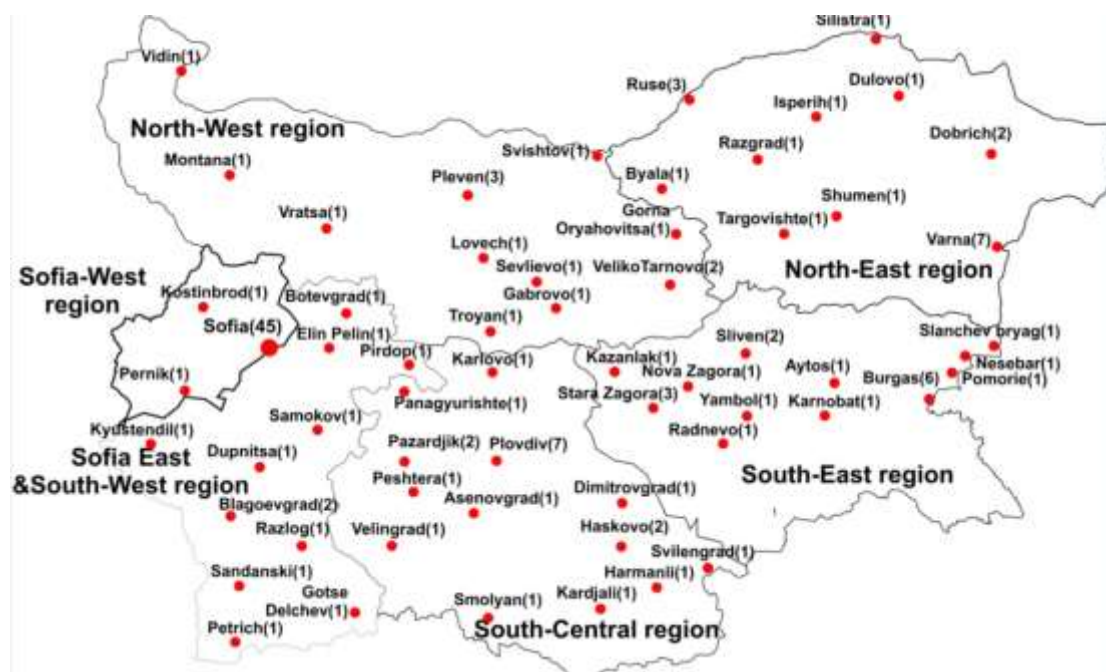 Silistra(1)
Vidin(1)
Ruse(3)
Dulovo(1)
Isperih(1)
North-West region
Dobrich(2)
Razgrad(1)
Svishtov(1)
Montana(1)
Pleven(3)
Byala(1)
Shumen(1)
Vratsa(1)
Gorna
Oryahovitsa(1)
Targovishte(1)
Varna(7)
Lovech(1)
Sevlievo(1)
VelikoTarnovo(2)
North-East region
Sofia-West
region
Kostinbrod(1)
Botevgrad(1)
Gabrovo(1)
Troyan(1)
Sofia(45)
Elin Pelin(1)
Pirdop(1)
Karlovo(1)
Kazanlak(1)
Sliven(2)
Slanchev bryag(1)
Nesebar(1)
Pomorie(1)
Nova Zagora(1)
Aytos(1)
Burgas(6)
Pernik(1)
Panagyurishte(1)
Stara Zagora(3)
Yambol(1)
Karnobat(1)
Samokov(1)
Kyustendil(1)
Radnevo(1)
Pazardjik(2)
Plovdiv(7)
Sofia East
&South-West region
Dupnitsa(1)
South-East region
Peshtera(1)
Asenovgrad(1)
Dimitrovgrad(1)
Blagoevgrad(2)
Razlog(1)
Velingrad(1)
Haskovo(2)
Svilengrad(1)
Sandanski(1)
Harmanli(1)
Gotse
Delchev(1)
Smolyan(1)
Kardjali(1)
Petrich(1)
South-Central region